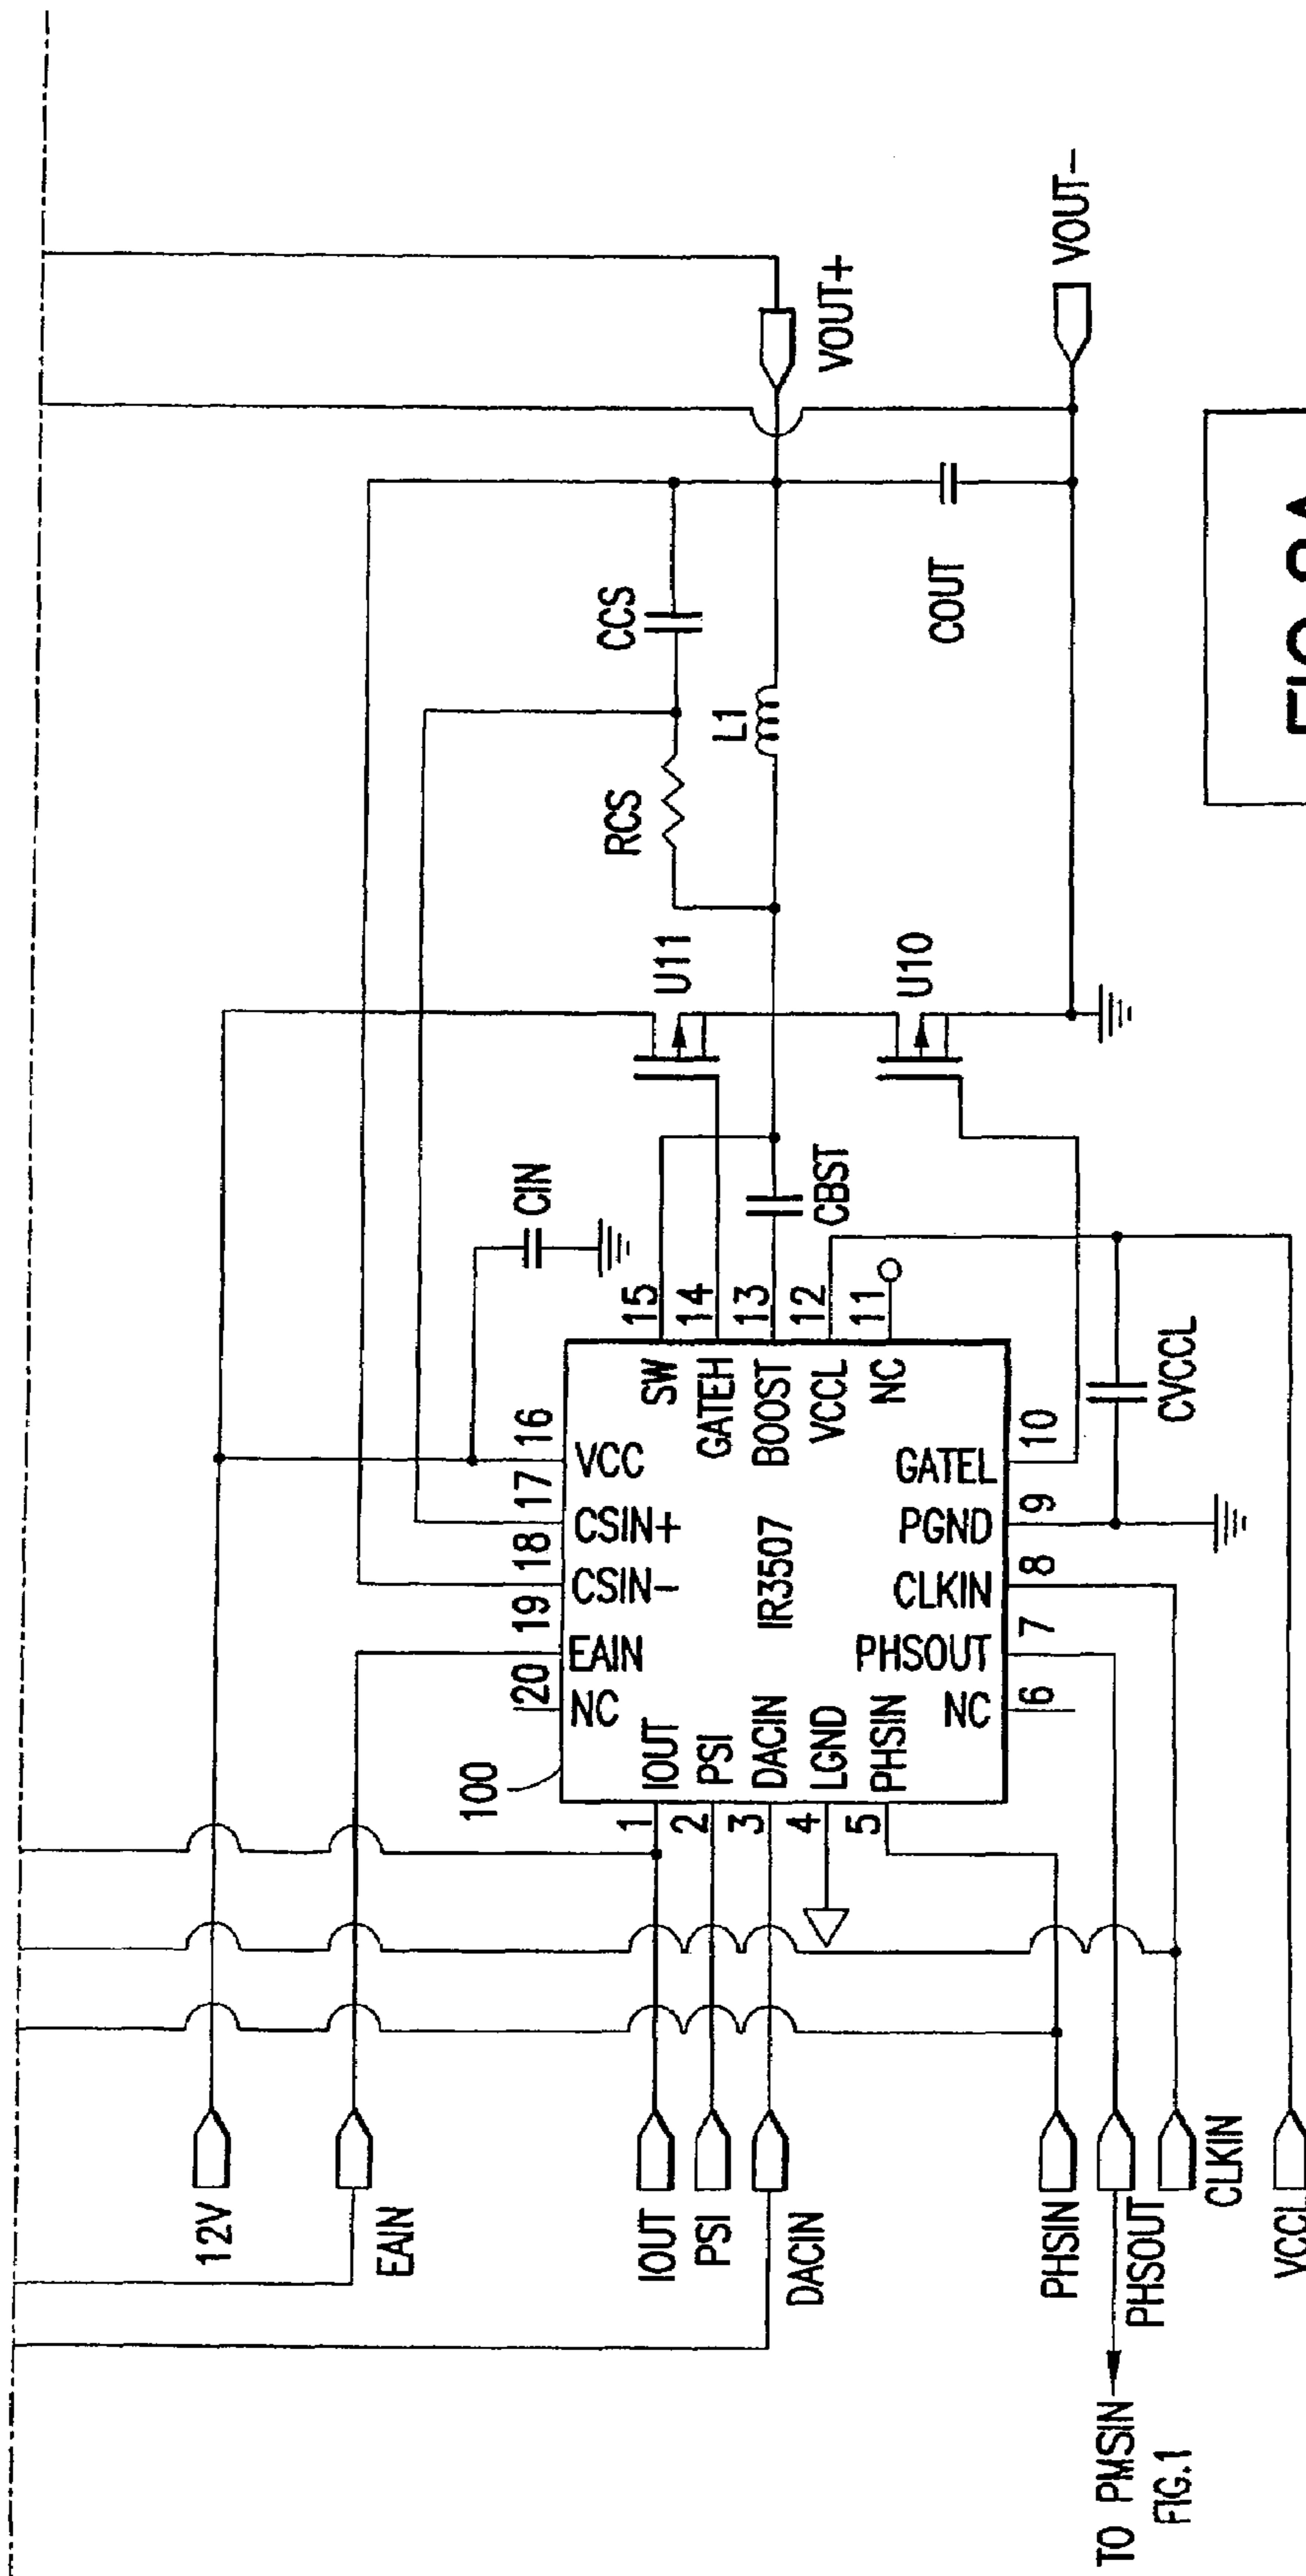 VOUT+
VOUT-
CCS
L1
RCS
COUT
U11
U10
CIN
CBST
15
14
13
12
11
SW
GATEH
BOOST
VCCL
NC
16
17
18
19
20
VCC
CSIN+
CSIN-
EAIN
NC
IR3507
GATEL
PGND
CLKIN
PHSOUT
NC
10
9
8
7
6
CVCCL
100
IOUT
PSI
DACIN
LGND
PHSIN
1
2
3
4
5
12V
EAIN
IOUT
PSI
DACIN
PHSIN
PHSOUT
CLKIN
VCCL
TO PMSIN
FIG.1